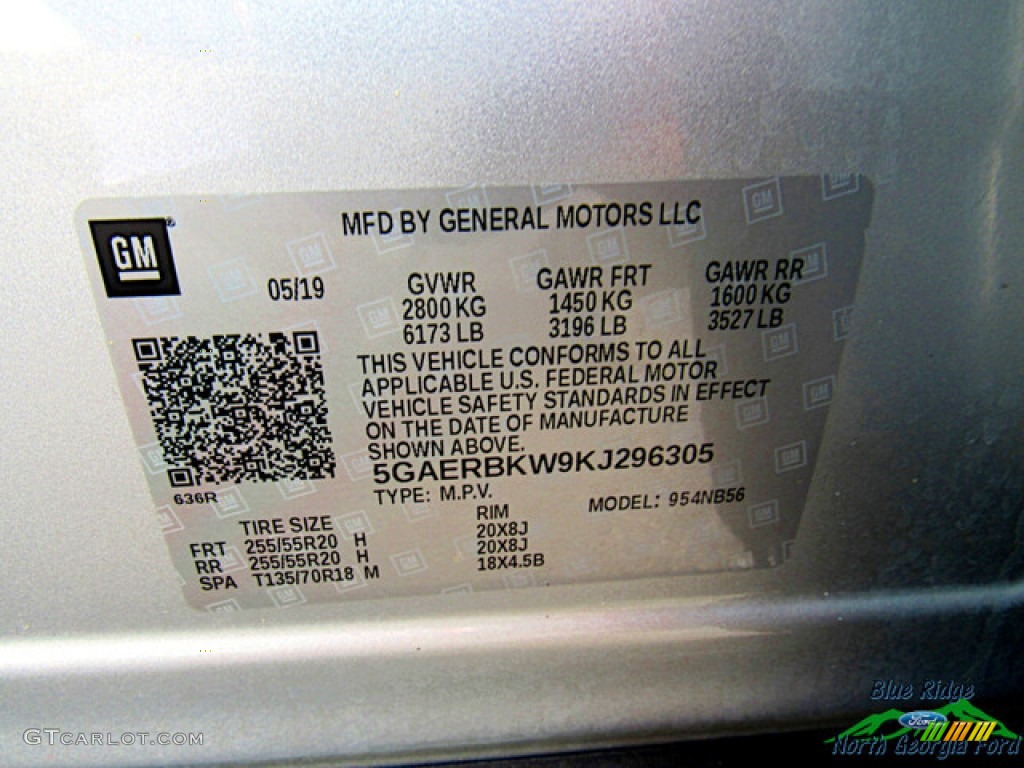 MFD BY GENERAL MOTORS LLC
GM
05/19 GVWR GAWR FRT GAWR RR
2800 KG 1450 KG 1600 KG
6173 LB 3196 LB 3527 LB
THIS VEHICLE CONFORMS TO ALL
APPLICABLE U.S. FEDERAL MOTOR
VEHICLE SAFETY STANDARDS IN EFFECT
ON THE DATE OF MANUFACTURE
SHOWN ABOVE.
5GAERBKW9KJ296305
636R TYPE: M.P.V. MODEL: 954NB56
TIRE SIZE RIM
FRT 255/55R20 H 20X8J
RR 255/55R20 H 20X8J
SPA T135/70R18 M 18X4.5B
GTcarlot.com
Blue Ridge
Ford
North Georgia Ford